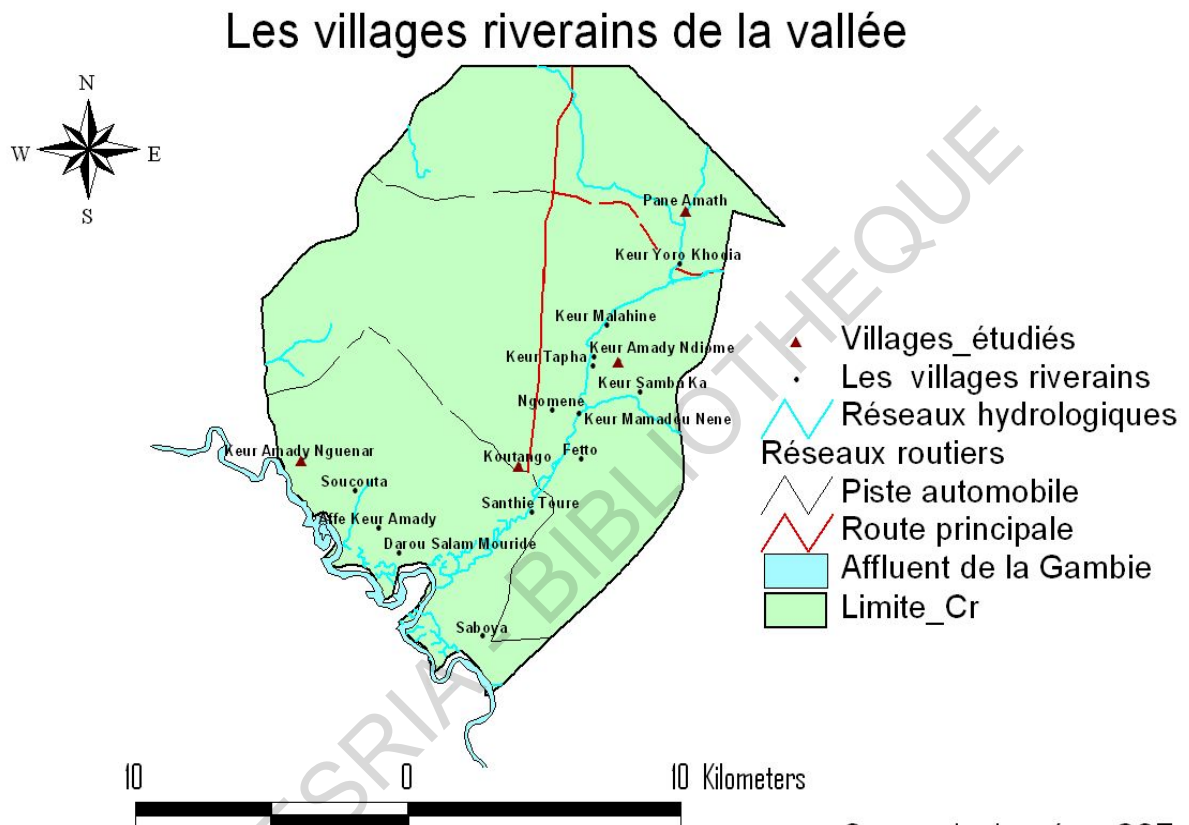 Les villages riverains de la vallée
N
W E
S
Pane Amath
Keur Yoro Khodia
Keur Malahine
Keur Amady Ndiome
Keur Tapha
Keur Samba Ka
Ngomene
Keur Mamadou Nene
Fetto
Keur Amady Nguenar
Koutango
Soucouta
Santhie Toure
Affe Keur Amady
Darou Salam Mouride
Saboya
Villages_étudiés
Les villages riverains
Réseaux hydrologiques
Réseaux routiers
Piste automobile
Route principale
Affluent de la Gambie
Limite_Cr
10 0 10 Kilometers
BIBLIOTHEQUE